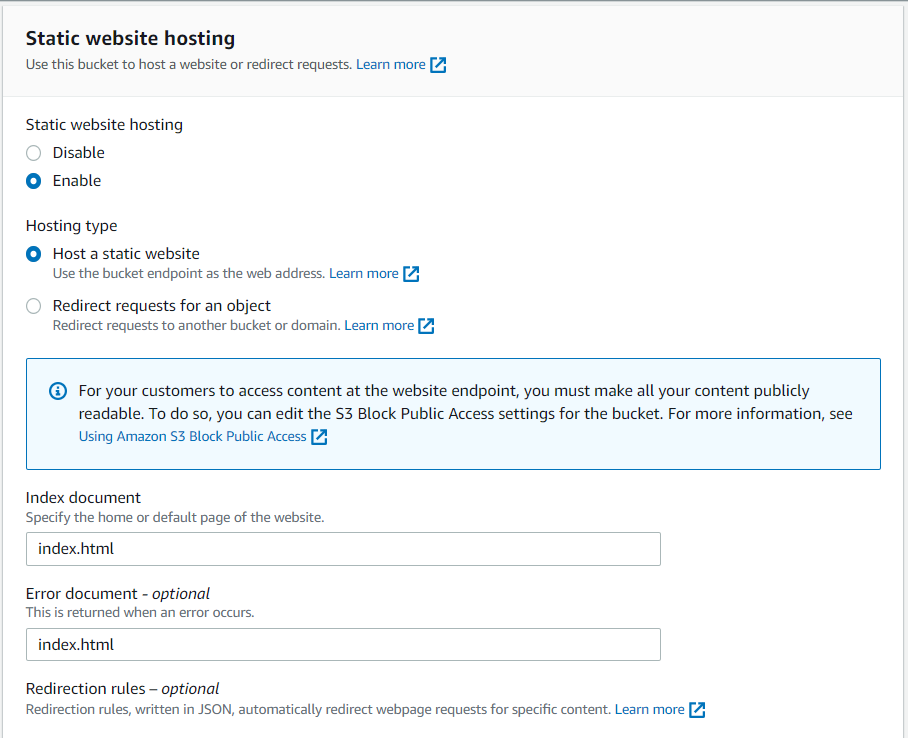 Static website hosting
Use this bucket to host a website or redirect requests. Learn more
Static website hosting
Disable
Enable
Hosting type
Host a static website
Use the bucket endpoint as the web address. Learn more
Redirect requests for an object
Redirect requests to another bucket or domain. Learn more
For your customers to access content at the website endpoint, you must make all your content publicly
readable. To do so, you can edit the S3 Block Public Access settings for the bucket. For more information, see
Using Amazon S3 Block Public Access
Index document
Specify the home or default page of the website.
index.html
Error document - optional
This is returned when an error occurs.
index.html
Redirection rules – optional
Redirection rules, written in JSON, automatically redirect webpage requests for specific content. Learn more